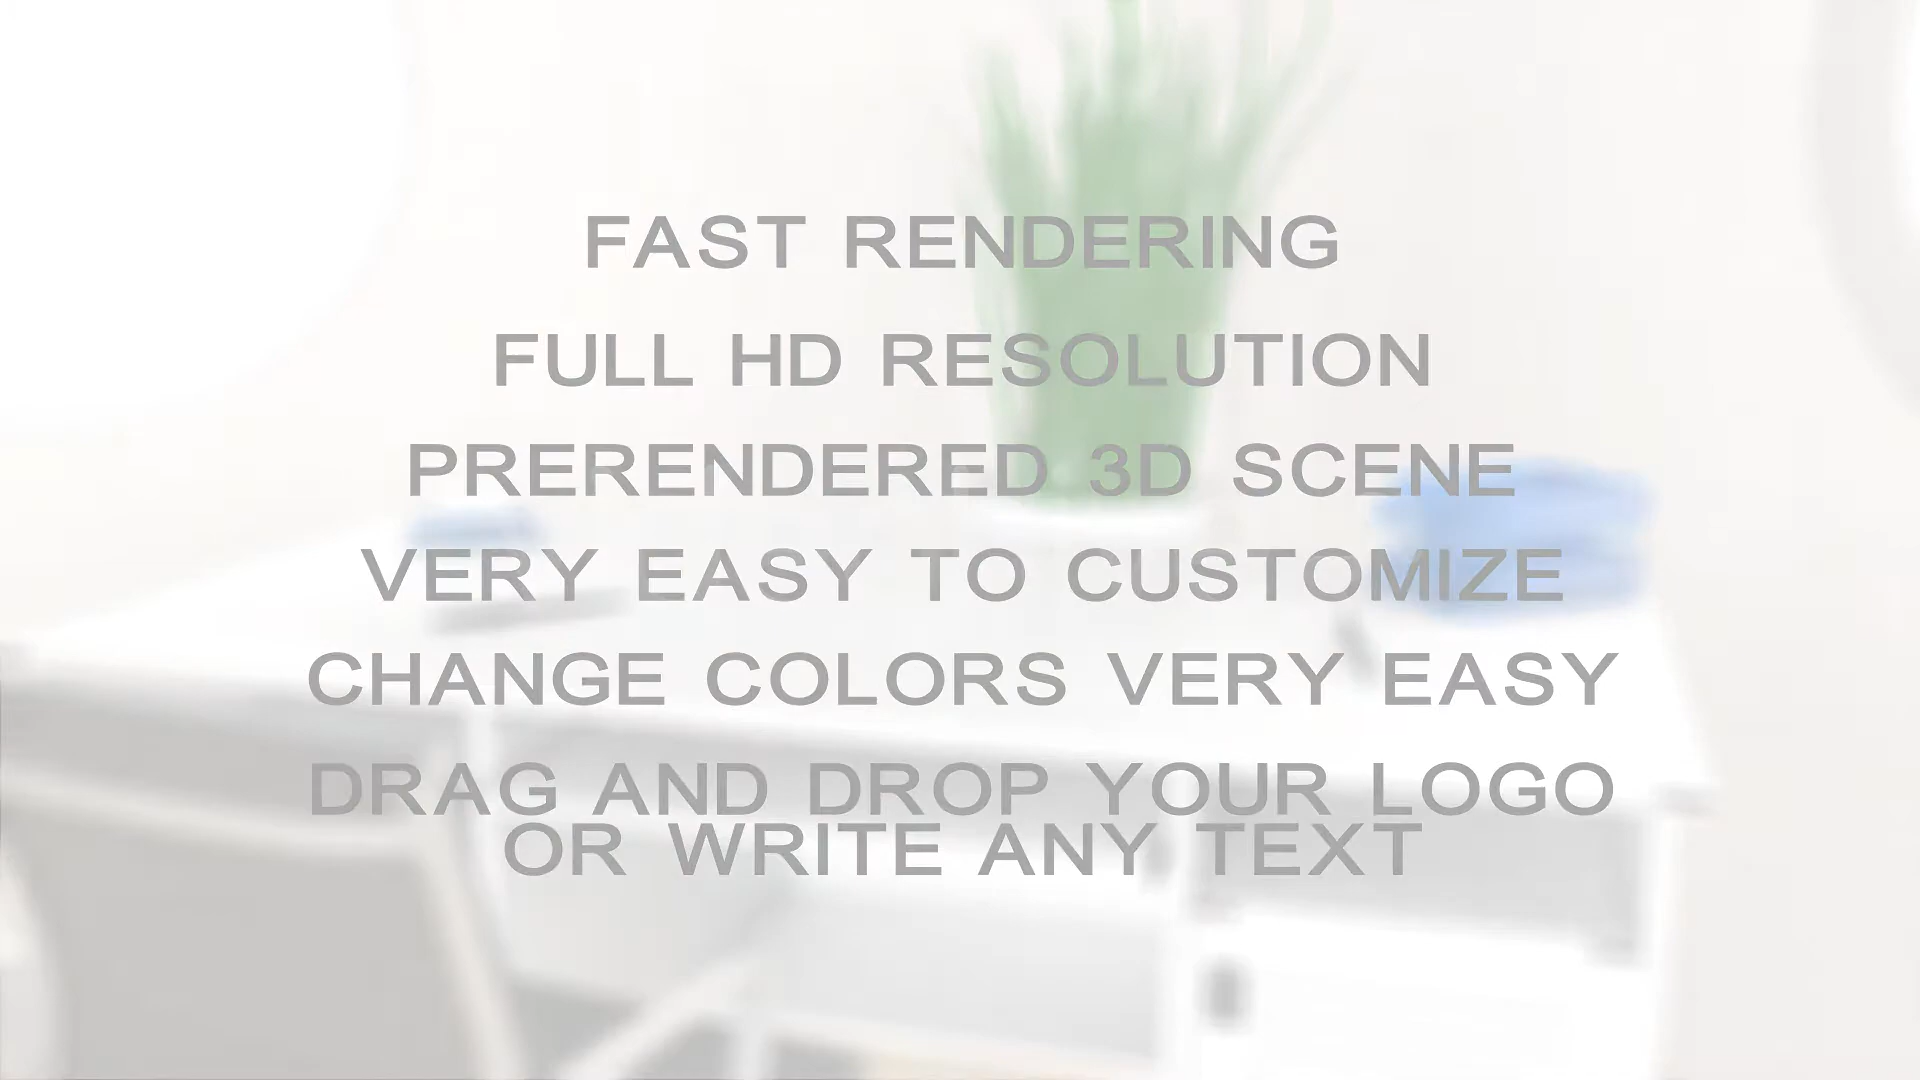 FAST RENDERING
FULL HD RESOLUTION
PRERENDERED 3D SCENE
VERY EASY TO CUSTOMIZE
CHANGE COLORS VERY EASY
DRAG AND DROP YOUR LOGO
OR WRITE ANY TEXT